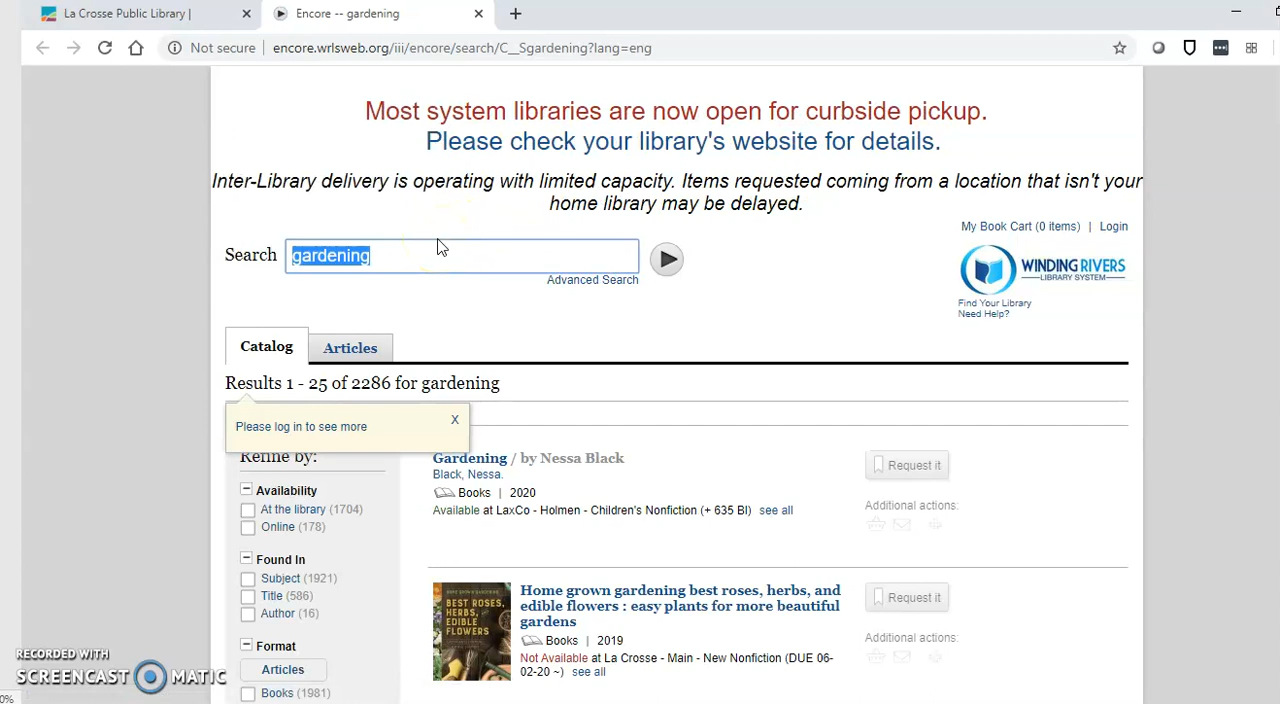 La Crosse Public Library |
Encore -- gardening
Not secure | encore.wrlsweb.org/iii/encore/search/C__Sgardening?lang=eng
Most system libraries are now open for curbside pickup.
Please check your library's website for details.
Inter-Library delivery is operating with limited capacity. Items requested coming from a location that isn't your
home library may be delayed.
My Book Cart (0 items) | Login
Search gardening
Advanced Search
WINDING RIVERS
LIBRARY SYSTEM
Find Your Library
Need Help?
Catalog Articles
Results 1 - 25 of 2286 for gardening
Please log in to see more X
Refine by:
Availability
At the library (1704)
Online (178)
Found In
Subject (1921)
Title (586)
Author (16)
Format
Articles
Books (1981)
Gardening / by Nessa Black
Black, Nessa.
Books | 2020
Available at LaxCo - Holmen - Children's Nonfiction (+ 635 Bl) see all
Request it
Additional actions:
BEST ROSES,
HERBS,
EDIBLE
FLOWERS
Home grown gardening best roses, herbs, and
edible flowers : easy plants for more beautiful
gardens
Books | 2019
Not Available at La Crosse - Main - New Nonfiction (DUE 06-
02-20 ~) see all
Request it
Additional actions:
RECORDED WITH
SCREENCAST MATIC
0%